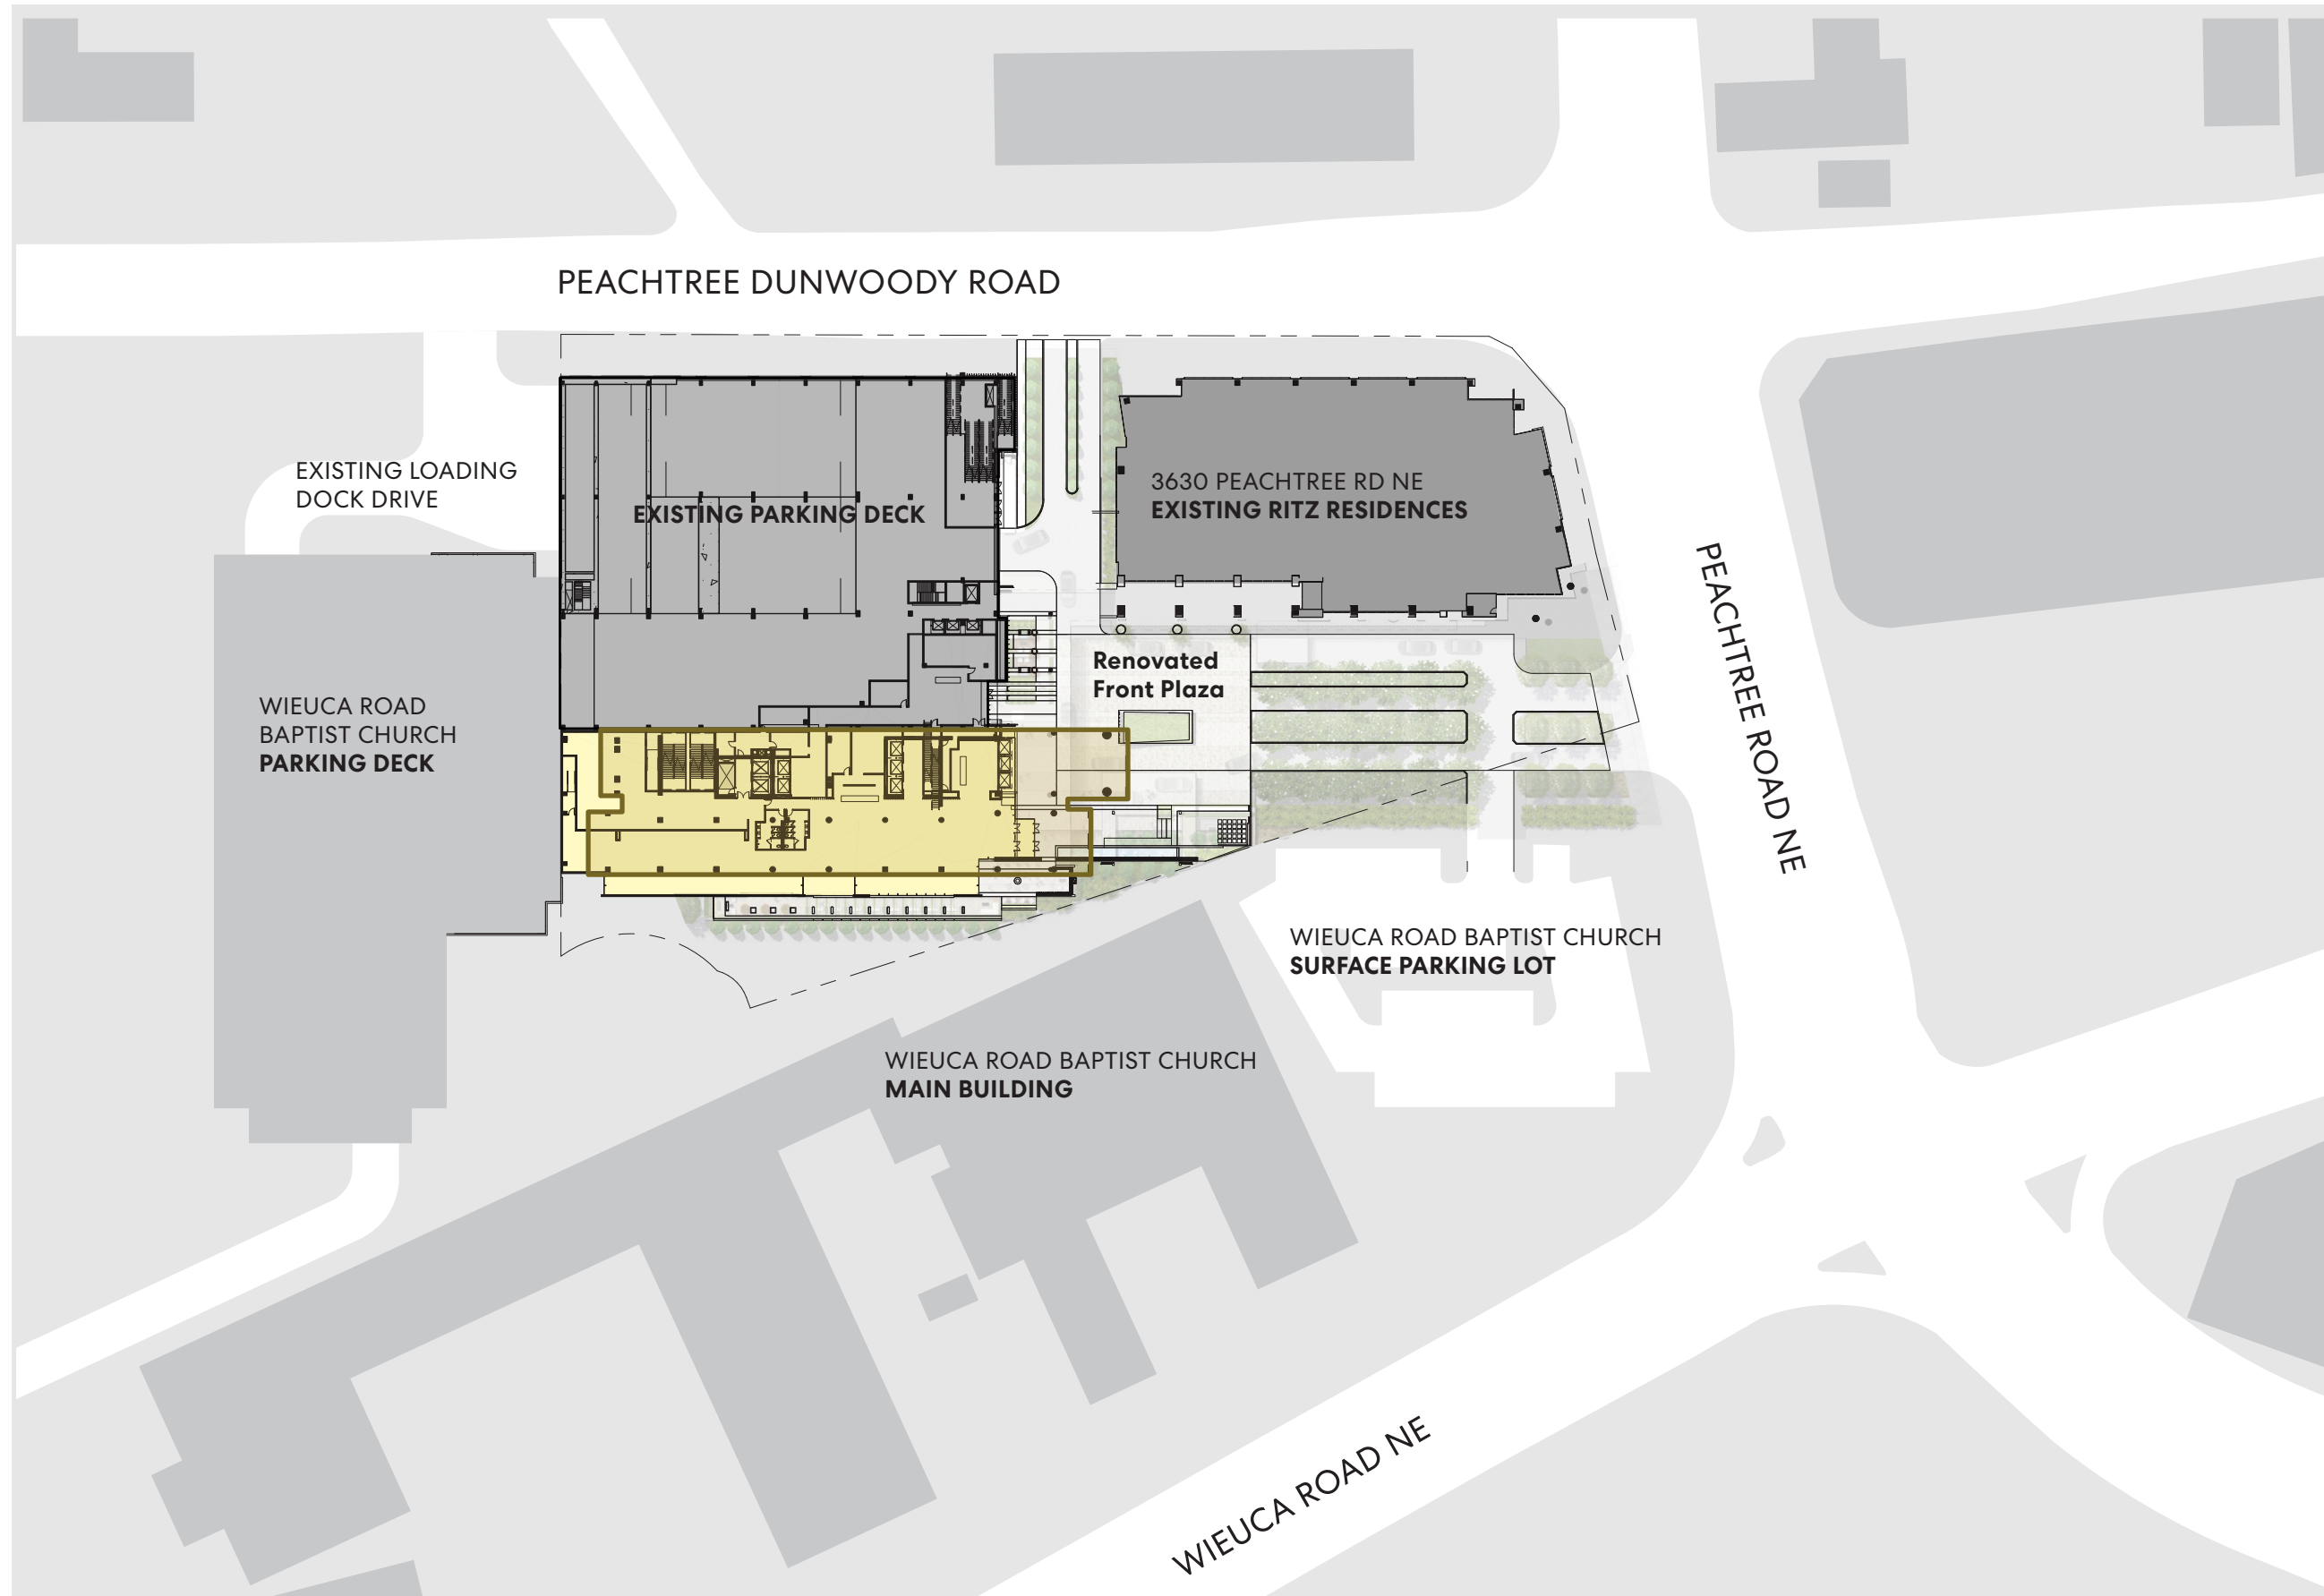 PEACHTREE DUNWOODY ROAD
EXISTING LOADING
DOCK DRIVE
EXISTING PARKING DECK
3630 PEACHTREE RD NE
EXISTING RITZ RESIDENCES
PEACHTREE ROAD NE
Renovated
Front Plaza
WIEUCA ROAD
BAPTIST CHURCH
PARKING DECK
WIEUCA ROAD BAPTIST CHURCH
SURFACE PARKING LOT
WIEUCA ROAD BAPTIST CHURCH
MAIN BUILDING
WIEUCA ROAD NE